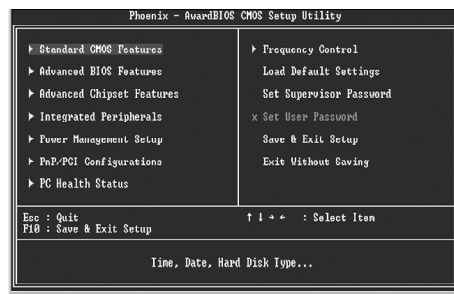 Phoenix - AwardBIOS CMOS Setup Utility
▶ Standard CMOS Features
▶ Advanced BIOS Features
▶ Advanced Chipset Features
▶ Integrated Peripherals
▶ Power Management Setup
▶ PnP/PCI Configurations
▶ PC Health Status
▶ Frequency Control
Load Default Settings
Set Supervisor Password
x Set User Password
Save & Exit Setup
Exit Without Saving
Esc : Quit
F10 : Save & Exit Setup
↑ ↓ → ← : Select Item
Time, Date, Hard Disk Type...